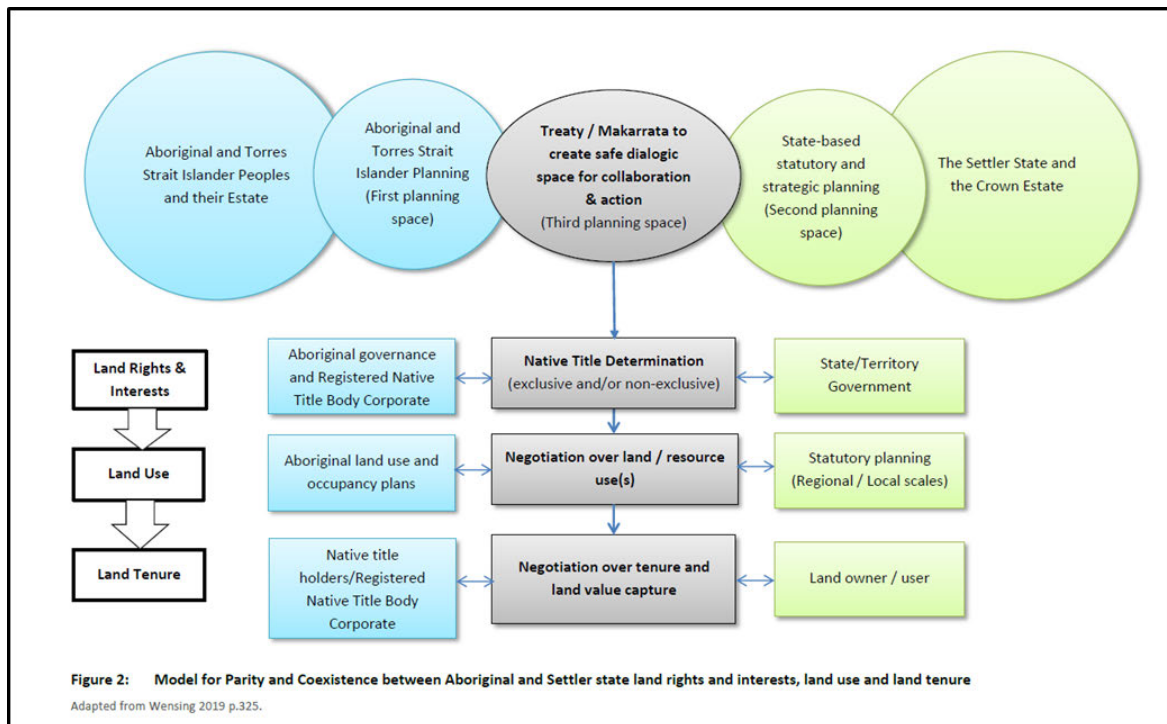 Aboriginal and Torres
Strait Islander Peoples
and their Estate
Aboriginal and
Torres Strait
Islander Planning
(First planning
space)
Treaty / Makarrata to
create safe dialogic
space for collaboration
& action
(Third planning space)
State-based
statutory and
strategic planning
(Second planning
space)
The Settler State and
the Crown Estate
Land Rights &
Interests
Aboriginal governance
and Registered Native
Title Body Corporate
Native Title Determination
(exclusive and/or non-exclusive)
State/Territory
Government
Land Use
Aboriginal land use and
occupancy plans
Negotiation over land / resource
use(s)
Statutory planning
(Regional / Local scales)
Land Tenure
Native title
holders/Registered
Native Title Body
Corporate
Negotiation over tenure and
land value capture
Land owner / user
Figure 2: Model for Parity and Coexistence between Aboriginal and Settler state land rights and interests, land use and land tenure
Adapted from Wensing 2019 p.325.